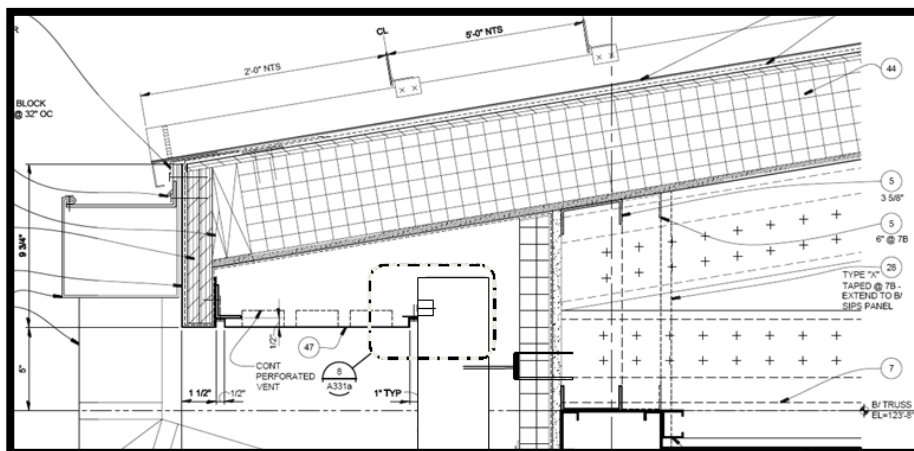 CL
5'-0" NTS
2'-0" NTS
44
BLOCK
@ 32" OC
5
3 5/8"
5
6" @ 7B
9 3/4"
28
TYPE "X"
TAPED @ 7B -
EXTEND TO B/
SIPS PANEL
1/2"
47
CONT
PERFORATED
VENT
8
A331a
7
5"
1 1/2"
1/2"
1" TYP
B/ TRUSS
EL=123'-8"